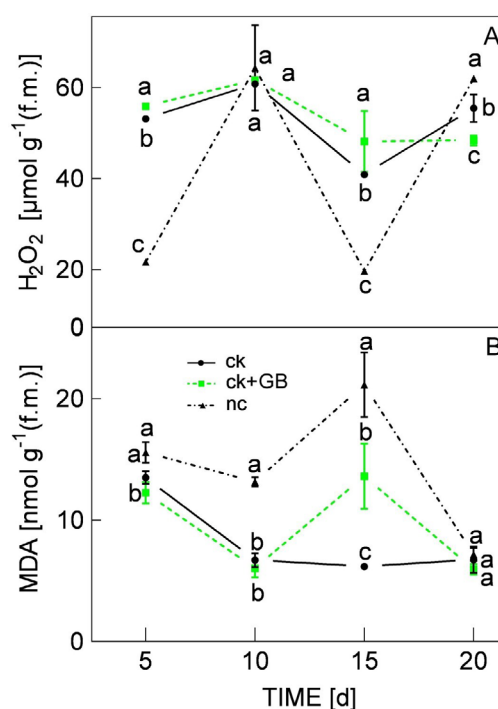 A
H₂O₂ [µmol g⁻¹(f.m.)]
60
40
20
0
a
b
c
a
a
a
a
b
c
a
b
c
B
MDA [nmol g⁻¹(f.m.)]
20
10
0
ck
ck+GB
nc
a
a
b
a
b
b
a
b
c
a
a
a
5 10 15 20
TIME [d]